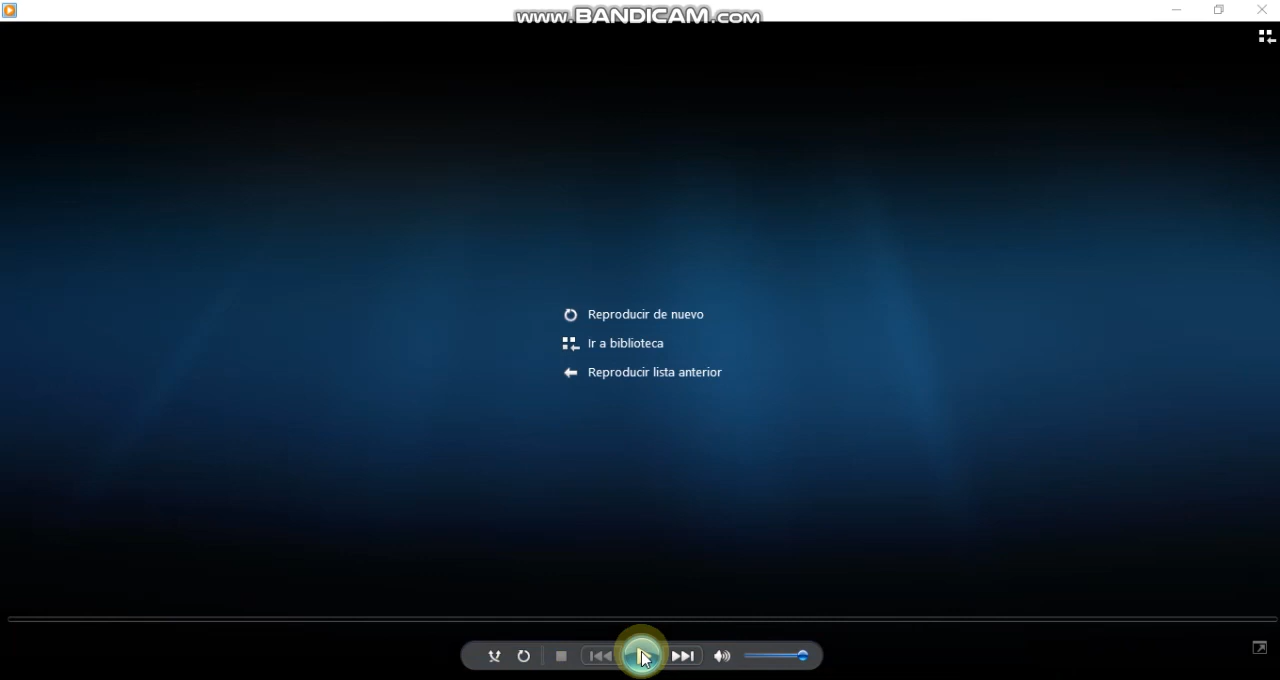 www.BANDICAM.com
Reproducir de nuevo
Ir a biblioteca
Reproducir lista anterior